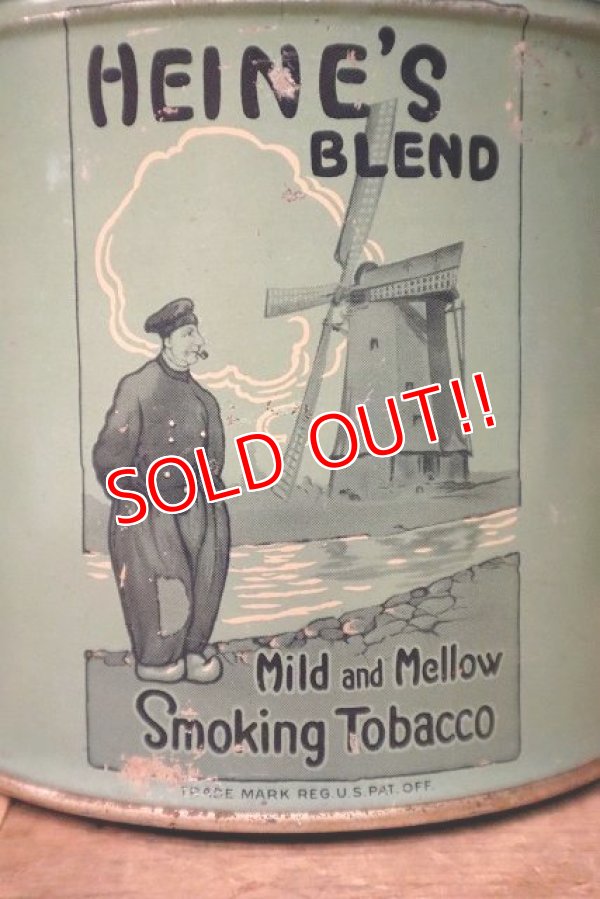 HEINE'S
BLEND
SOLD OUT!!
Mild and Mellow
Smoking Tobacco
TRADE MARK REG. U.S. PAT. OFF.